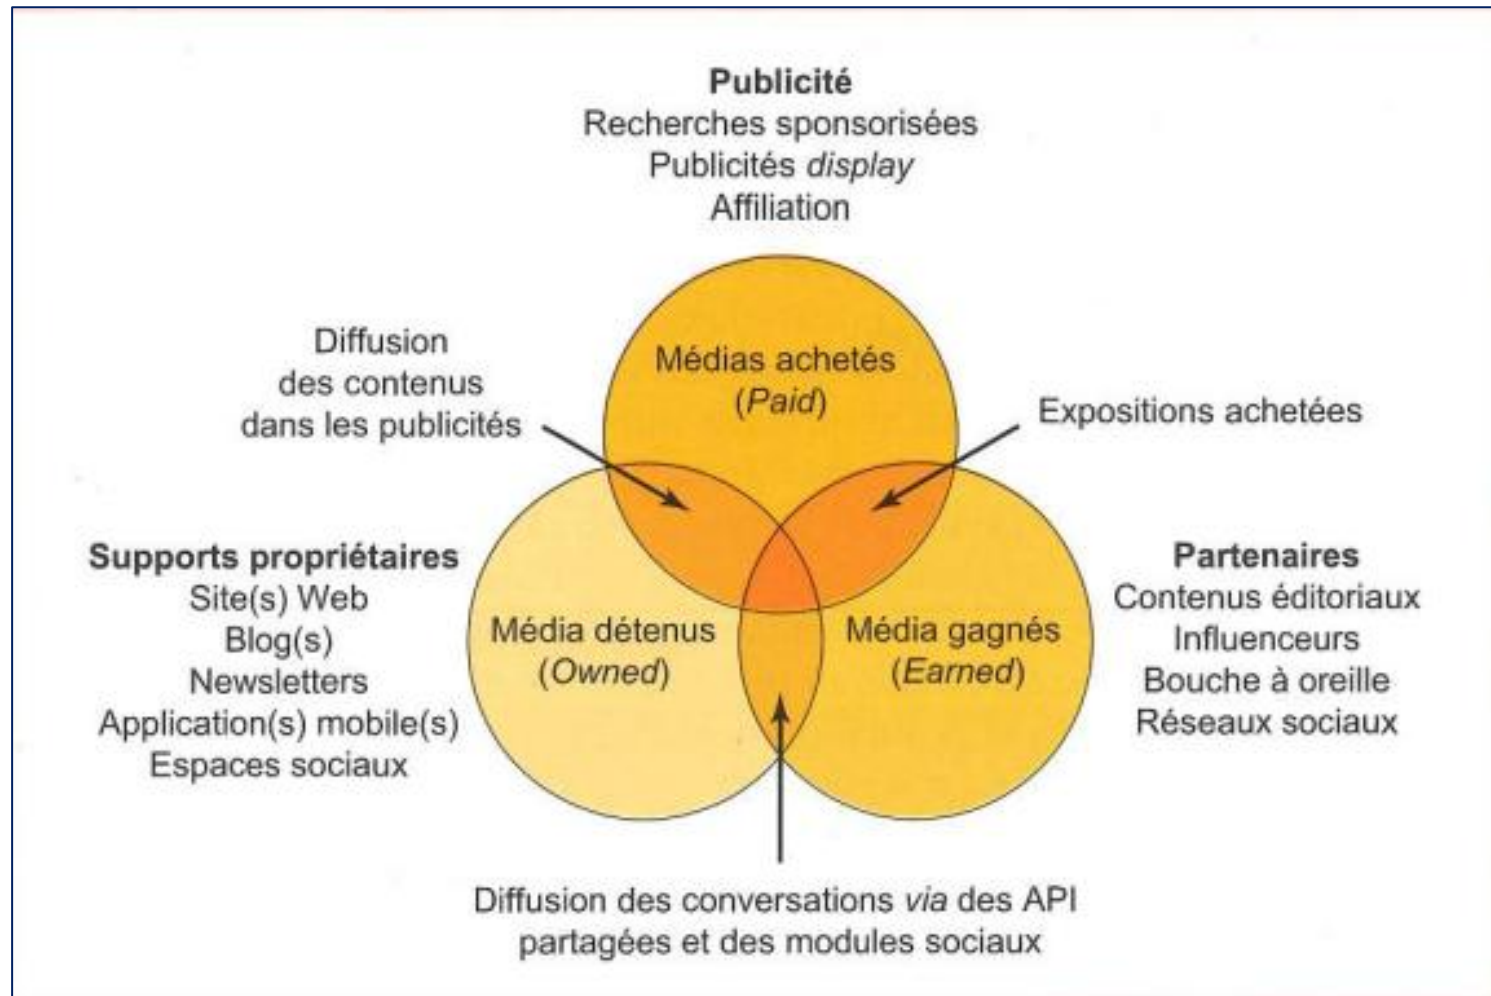 Publicité
Recherches sponsorisées
Publicités display
Affiliation
Diffusion
des contenus
dans les publicités
Médias achetés
(Paid)
Expositions achetées
Supports propriétaires
Site(s) Web
Blog(s)
Newsletters
Application(s) mobile(s)
Espaces sociaux
Média détenus
(Owned)
Média gagnés
(Earned)
Partenaires
Contenus éditoriaux
Influenceurs
Bouche à oreille
Réseaux sociaux
Diffusion des conversations via des API
partagées et des modules sociaux